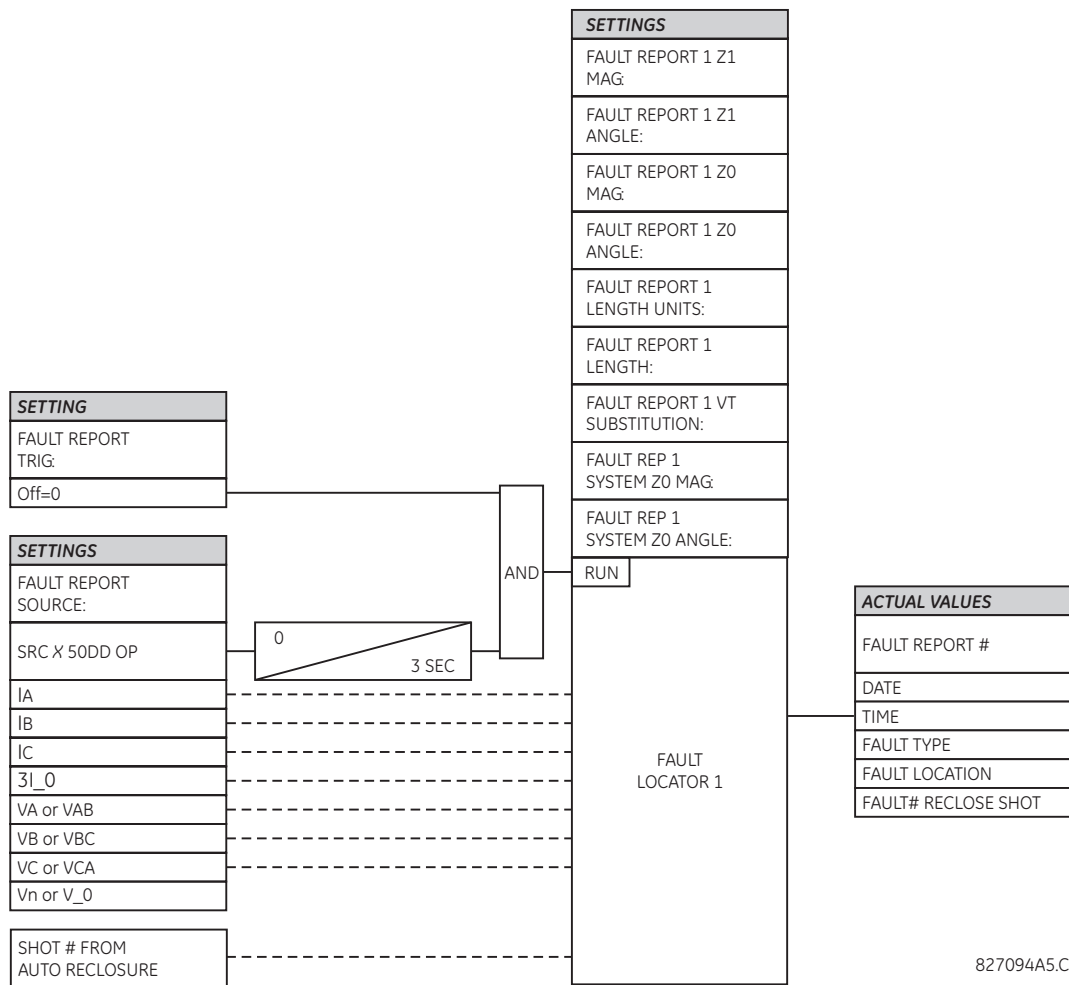 SETTINGS
FAULT REPORT 1 Z1
MAG:
FAULT REPORT 1 Z1
ANGLE:
FAULT REPORT 1 Z0
MAG:
FAULT REPORT 1 Z0
ANGLE:
FAULT REPORT 1
LENGTH UNITS:
FAULT REPORT 1
LENGTH:
FAULT REPORT 1 VT
SUBSTITUTION:
FAULT REP 1
SYSTEM Z0 MAG:
FAULT REP 1
SYSTEM Z0 ANGLE:
SETTING
FAULT REPORT
TRIG:
Off=0
SETTINGS
FAULT REPORT
SOURCE:
SRC X 50DD OP
IA
IB
IC
3I_0
VA or VAB
VB or VBC
VC or VCA
Vn or V_0
SHOT # FROM
AUTO RECLOSURE
0
3 SEC
AND
RUN
FAULT
LOCATOR 1
ACTUAL VALUES
FAULT REPORT #
DATE
TIME
FAULT TYPE
FAULT LOCATION
FAULT# RECLOSE SHOT
827094A5.C